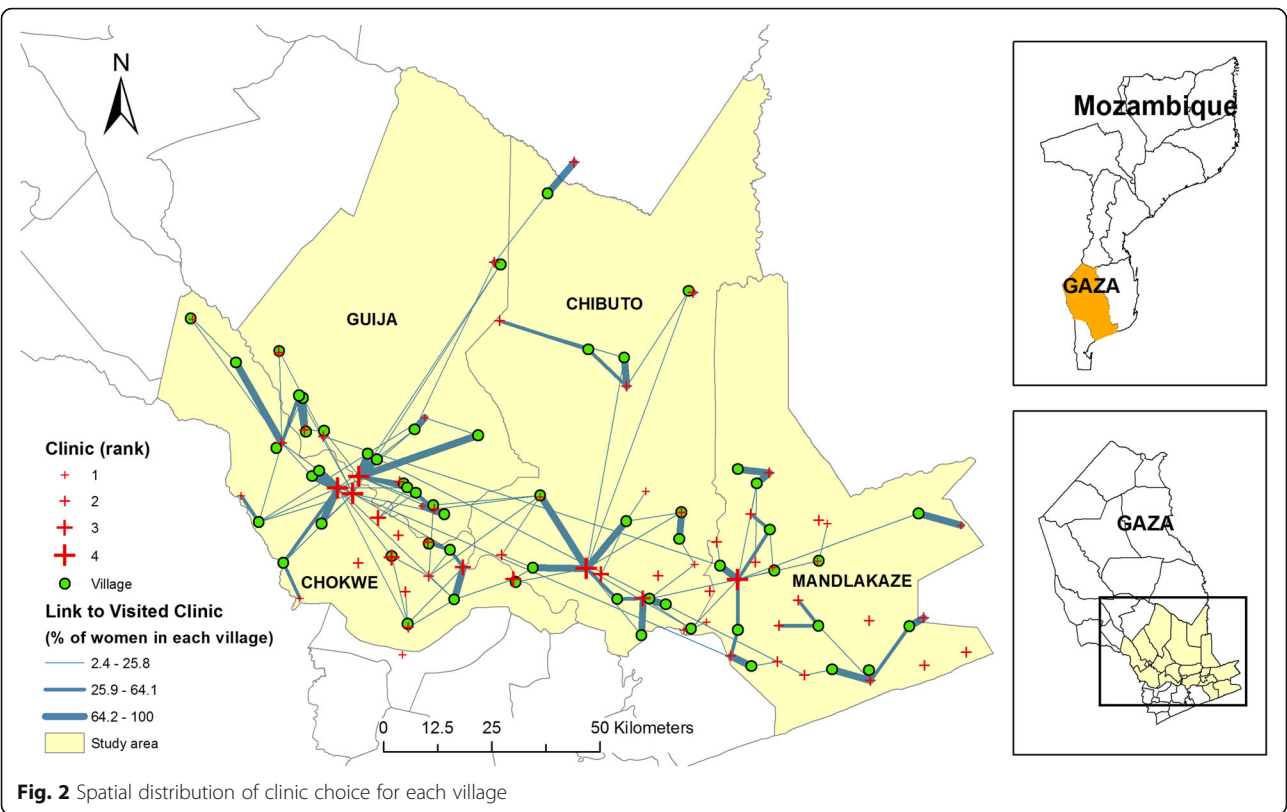 N
GUIJA
CHIBUTO
CHOKWE
MANDLAKAZE
Clinic (rank)
1
2
3
4
Village
Link to Visited Clinic
(% of women in each village)
2.4 - 25.8
25.9 - 64.1
64.2 - 100
Study area
0 12.5 25 50 Kilometers
Mozambique
GAZA
GAZA
Fig. 2 Spatial distribution of clinic choice for each village